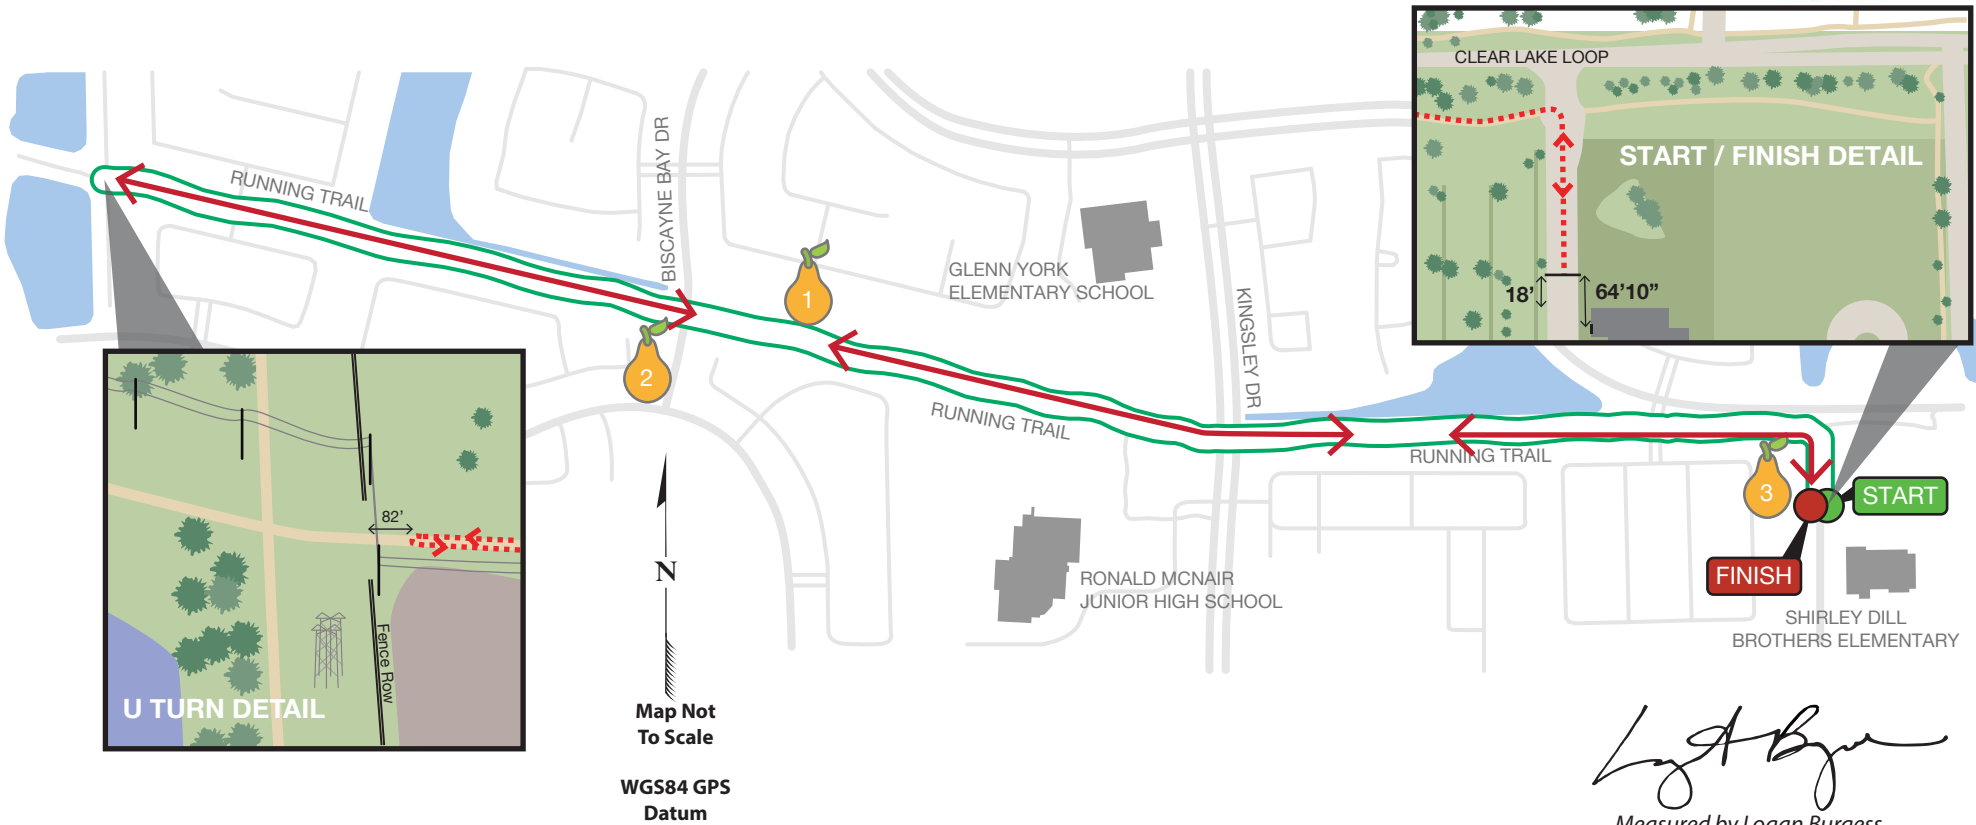 CLEAR LAKE LOOP
START / FINISH DETAIL
18'
64'10"
RUNNING TRAIL
BISCAYNE BAY DR
1
GLENN YORK
ELEMENTARY SCHOOL
KINGSLEY DR
2
RUNNING TRAIL
RUNNING TRAIL
3
START
FINISH
82'
Fence Row
U TURN DETAIL
N
RONALD MCNAIR
JUNIOR HIGH SCHOOL
SHIRLEY DILL
BROTHERS ELEMENTARY
Map Not
To Scale
WGS84 GPS
Datum
Measured by Logan Burgess